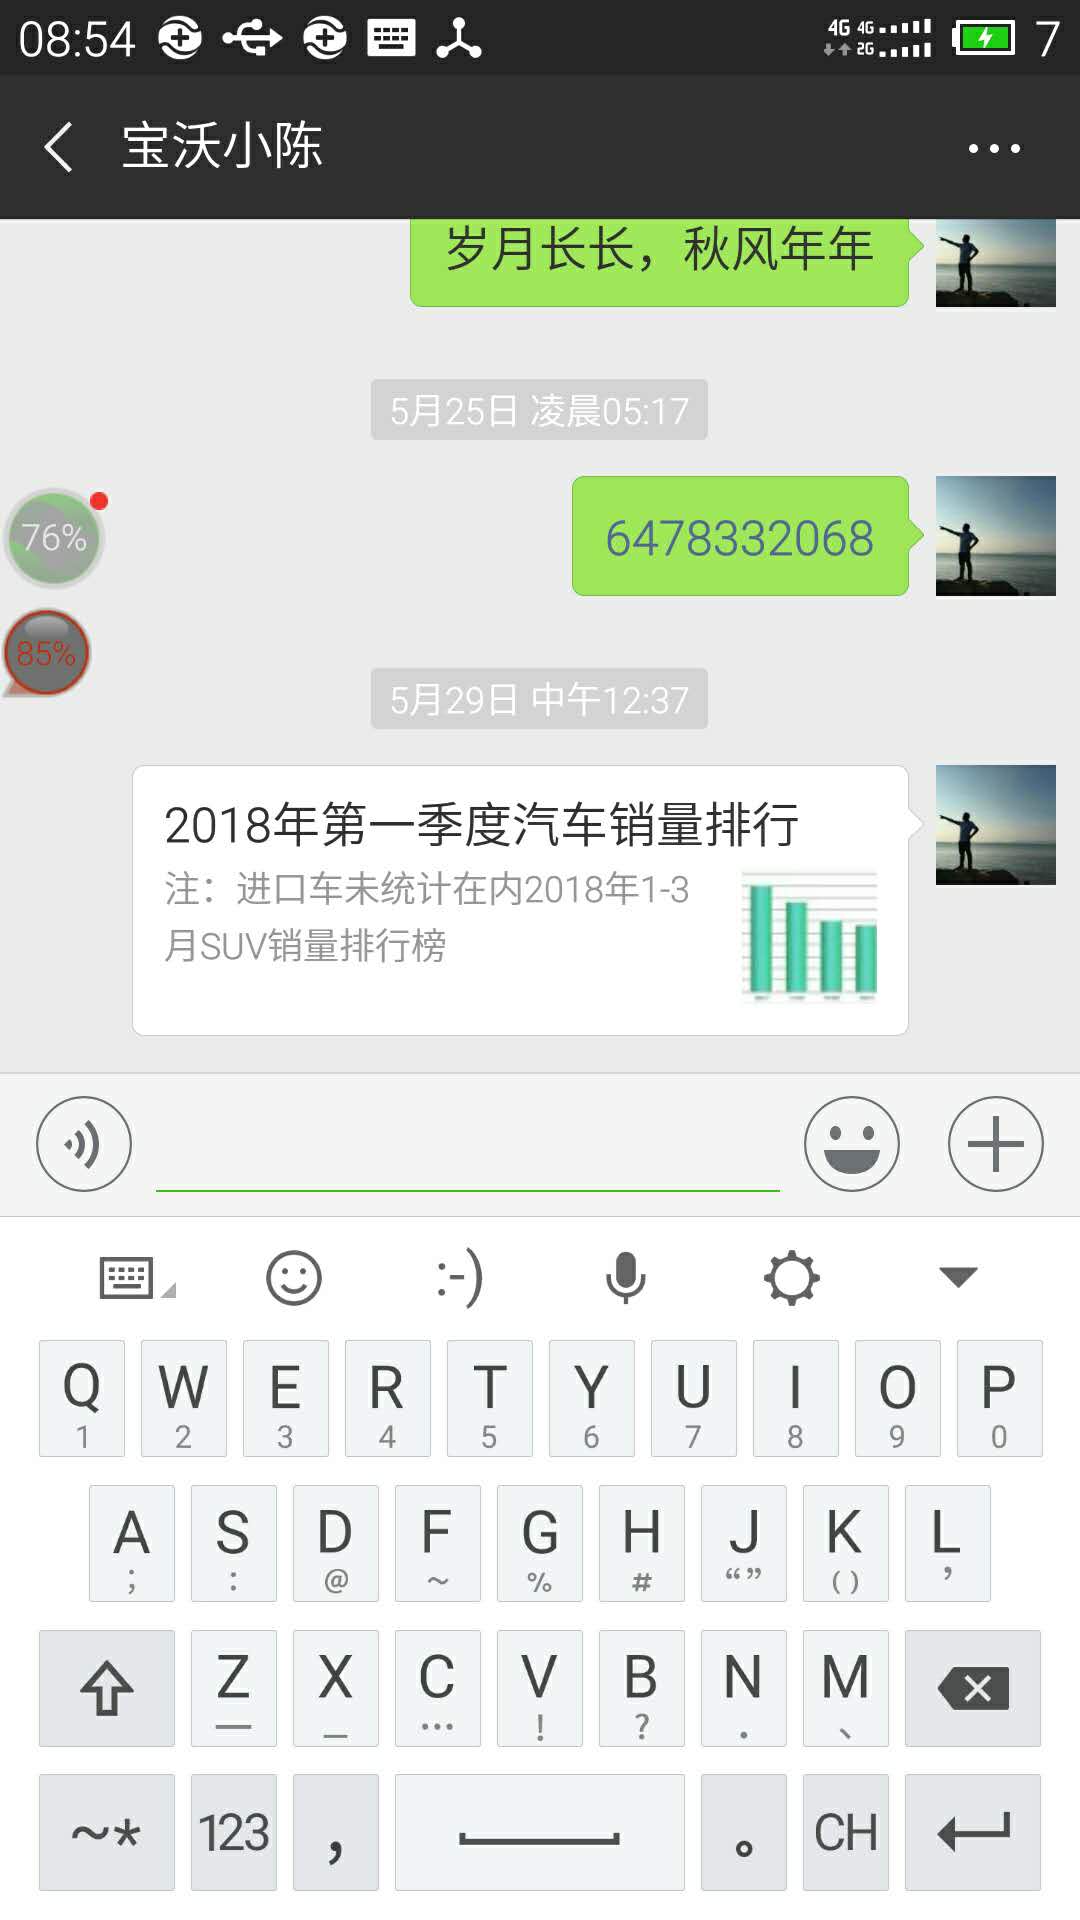 08:54 4G 4G 2G 7
宝沃小陈
岁月长长，秋风年年
5月25日 凌晨05:17
76%
6478332068
85%
5月29日 中午12:37
2018年第一季度汽车销量排行
注：进口车未统计在内2018年1-3
月SUV销量排行榜
:-)
Q W E R T Y U I O P
1 2 3 4 5 6 7 8 9 0
A S D F G H J K L
; : @ ~ % # “” () ’
Z X C V B N M
— _ … ! ? . 、
~* 123 , 。 CH